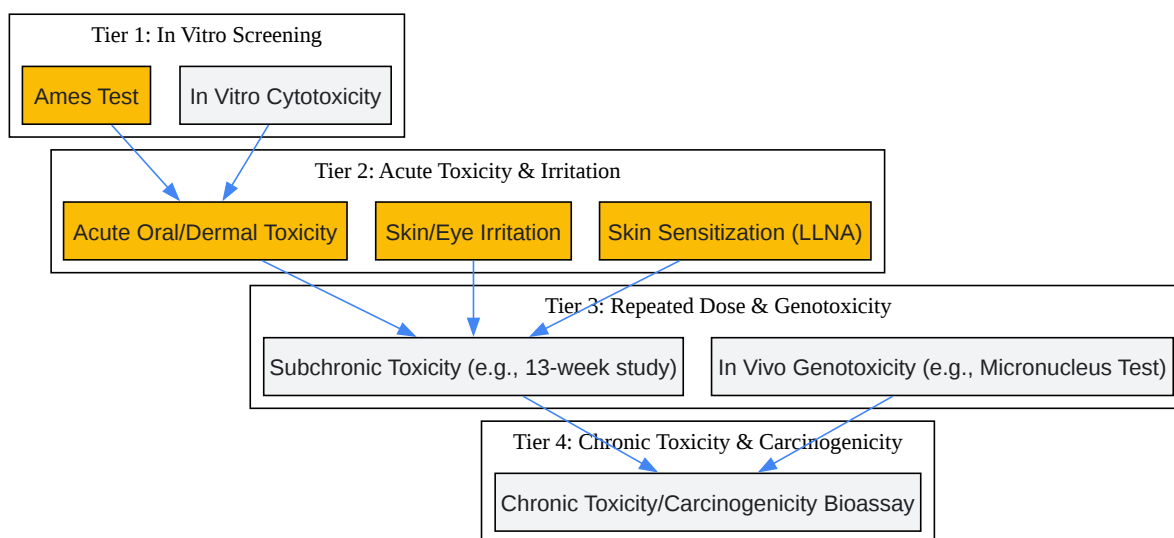 Tier 1: In Vitro Screening
Ames Test
In Vitro Cytotoxicity
Tier 2: Acute Toxicity & Irritation
Acute Oral/Dermal Toxicity
Skin/Eye Irritation
Skin Sensitization (LLNA)
Tier 3: Repeated Dose & Genotoxicity
Subchronic Toxicity (e.g., 13-week study)
In Vivo Genotoxicity (e.g., Micronucleus Test)
Tier 4: Chronic Toxicity & Carcinogenicity
Chronic Toxicity/Carcinogenicity Bioassay